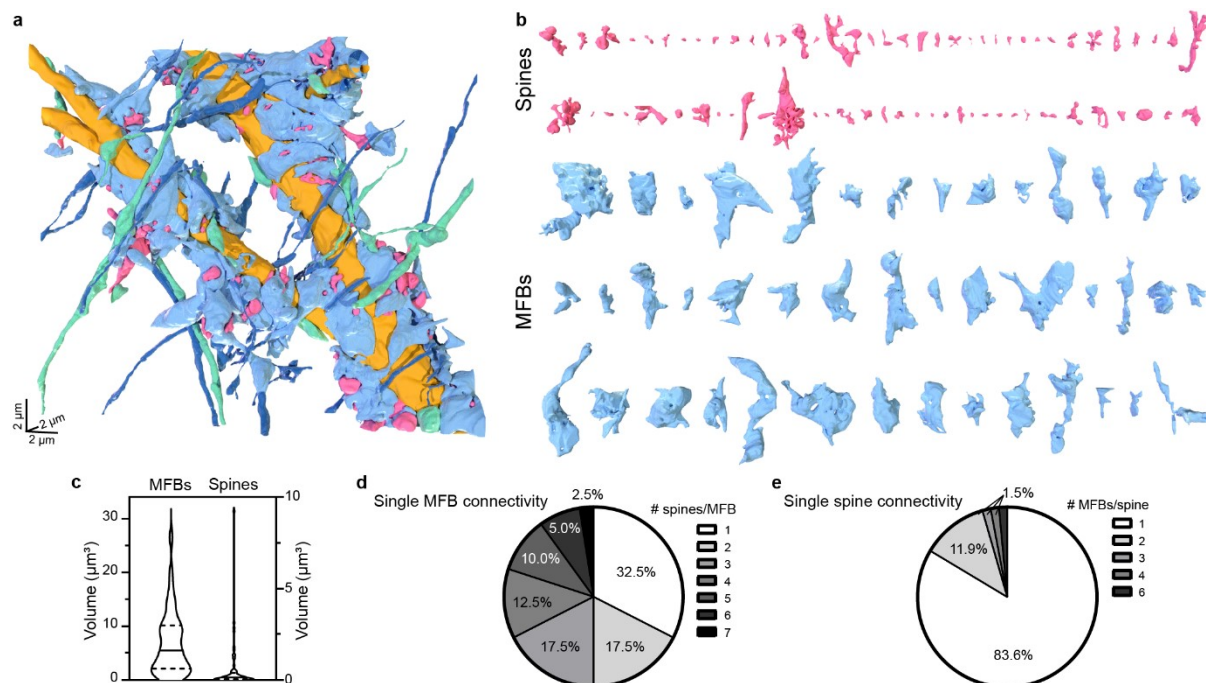 a
2 µm
2 µm
2 µm
b
Spines
MFBs
c
MFBs Spines
Volume (µm³)
30
20
10
0
10
5
0
Volume (µm³)
d
Single MFB connectivity
2.5%
5.0%
10.0%
12.5%
17.5%
17.5%
32.5%
# spines/MFB
1
2
3
4
5
6
7
e
Single spine connectivity
1.5%
11.9%
83.6%
# MFBs/spine
1
2
3
4
6